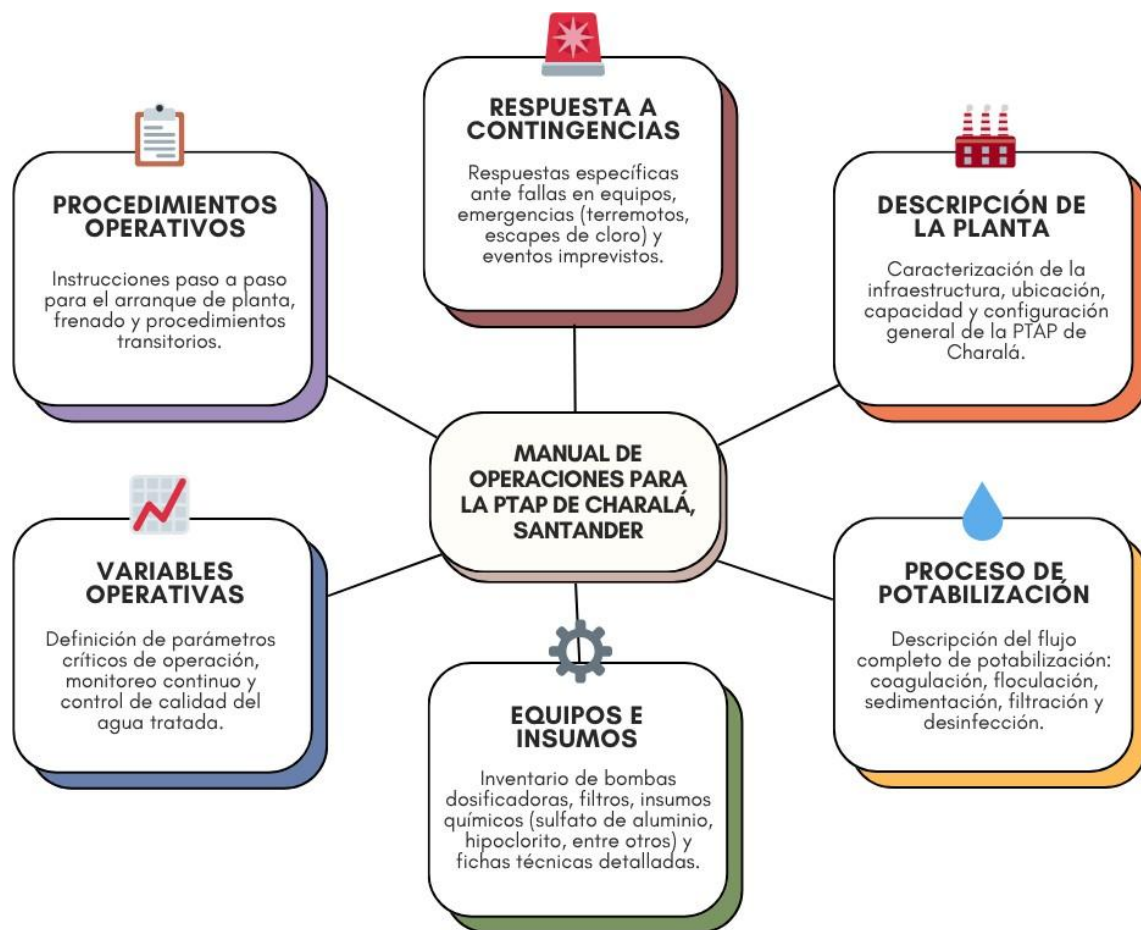 RESPUESTA A
CONTINGENCIAS
Respuestas específicas
ante fallas en equipos,
emergencias (terremotos,
escapes de cloro) y
eventos imprevistos.
PROCEDIMIENTOS
OPERATIVOS
Instrucciones paso a paso
para el arranque de planta,
frenado y procedimientos
transitorios.
DESCRIPCIÓN DE
LA PLANTA
Caracterización de la
infraestructura, ubicación,
capacidad y configuración
general de la PTAP de
Charalá.
MANUAL DE
OPERACIONES PARA
LA PTAP DE CHARALÁ,
SANTANDER
VARIABLES
OPERATIVAS
Definición de parámetros
críticos de operación,
monitoreo continuo y
control de calidad del
agua tratada.
PROCESO DE
POTABILIZACIÓN
Descripción del flujo
completo de potabilización:
coagulación, floculación,
sedimentación, filtración y
desinfección.
EQUIPOS E
INSUMOS
Inventario de bombas
dosificadoras, filtros, insumos
químicos (sulfato de aluminio,
hipoclorito, entre otros) y
fichas técnicas detalladas.